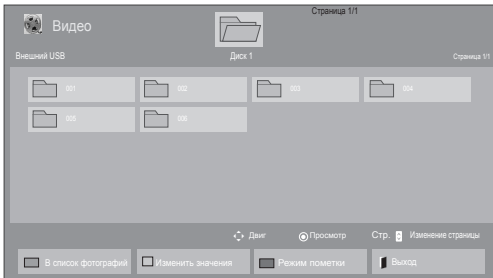 Страница 1/1
Видео
Внешний USB Диск 1 Страница 1/1
001 002 003 004
005 006
Двиг Просмотр Стр. Изменение страницы
В список фотографий Изменить значения Режим пометки Выход